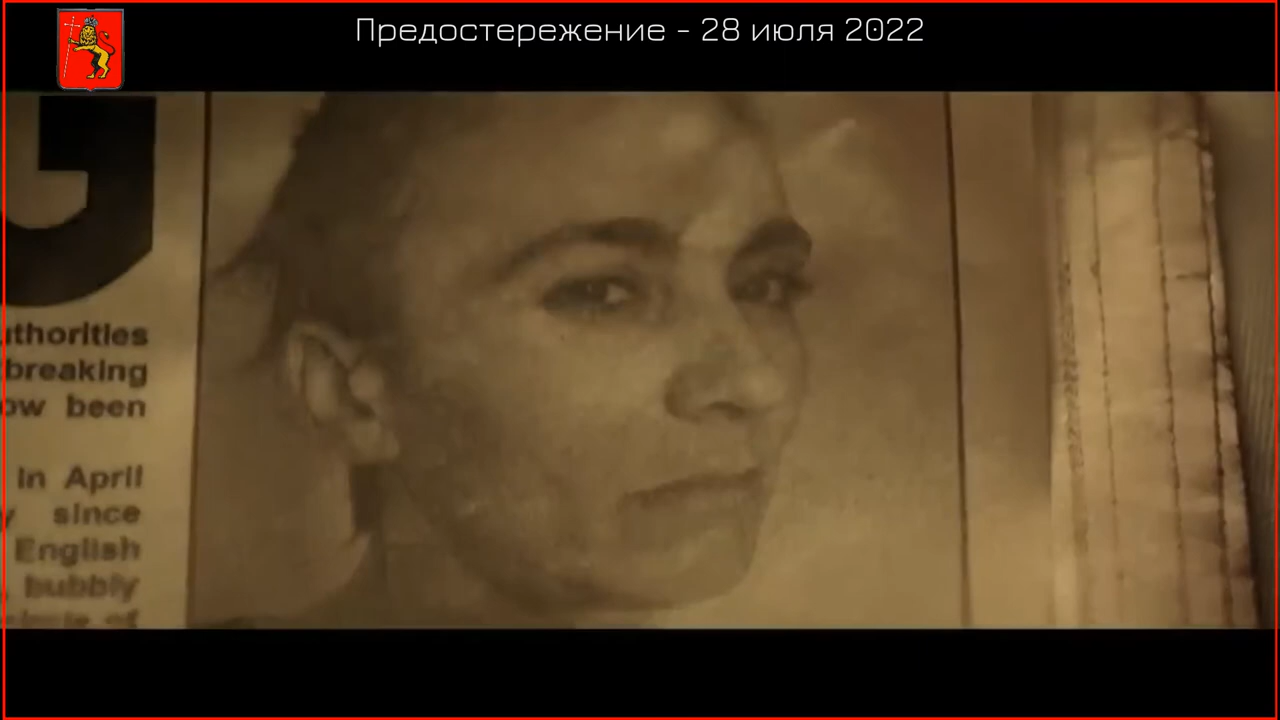 Предостережение - 28 июля 2022
uthorities
breaking
ow been
in April
y since
English
bubbly